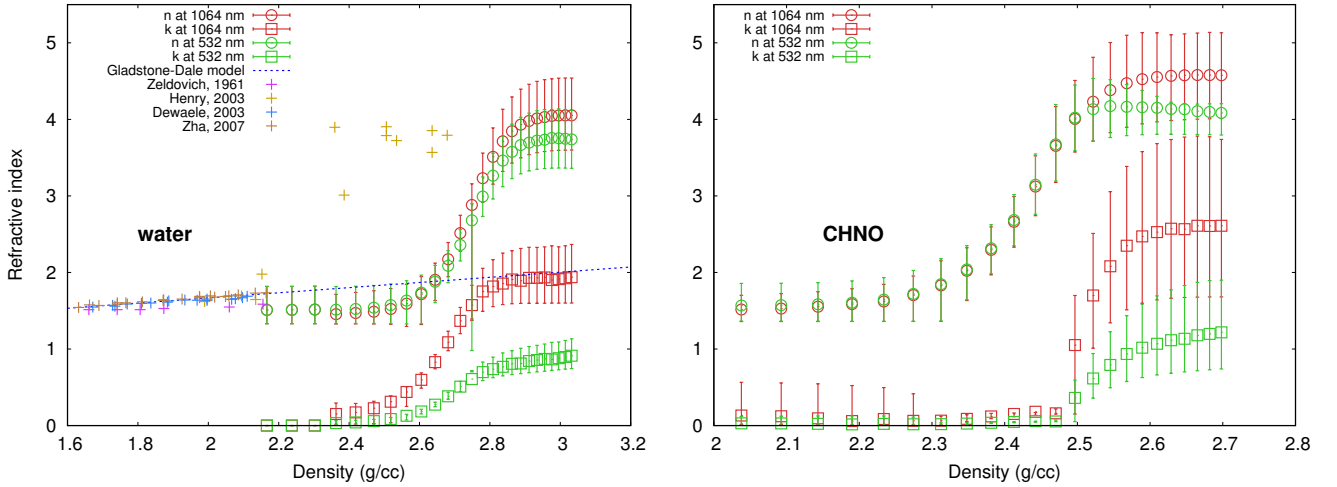 n at 1064 nm
k at 1064 nm
n at 532 nm
k at 532 nm
Gladstone-Dale model
Zeldovich, 1961
Henry, 2003
Dewaele, 2003
Zha, 2007
water
Refractive index
5
4
3
2
1
0
1.6
1.8
2
2.2
2.4
2.6
2.8
3
3.2
Density (g/cc)
n at 1064 nm
k at 1064 nm
n at 532 nm
k at 532 nm
CHNO
5
4
3
2
1
0
2
2.1
2.2
2.3
2.4
2.5
2.6
2.7
2.8
Density (g/cc)